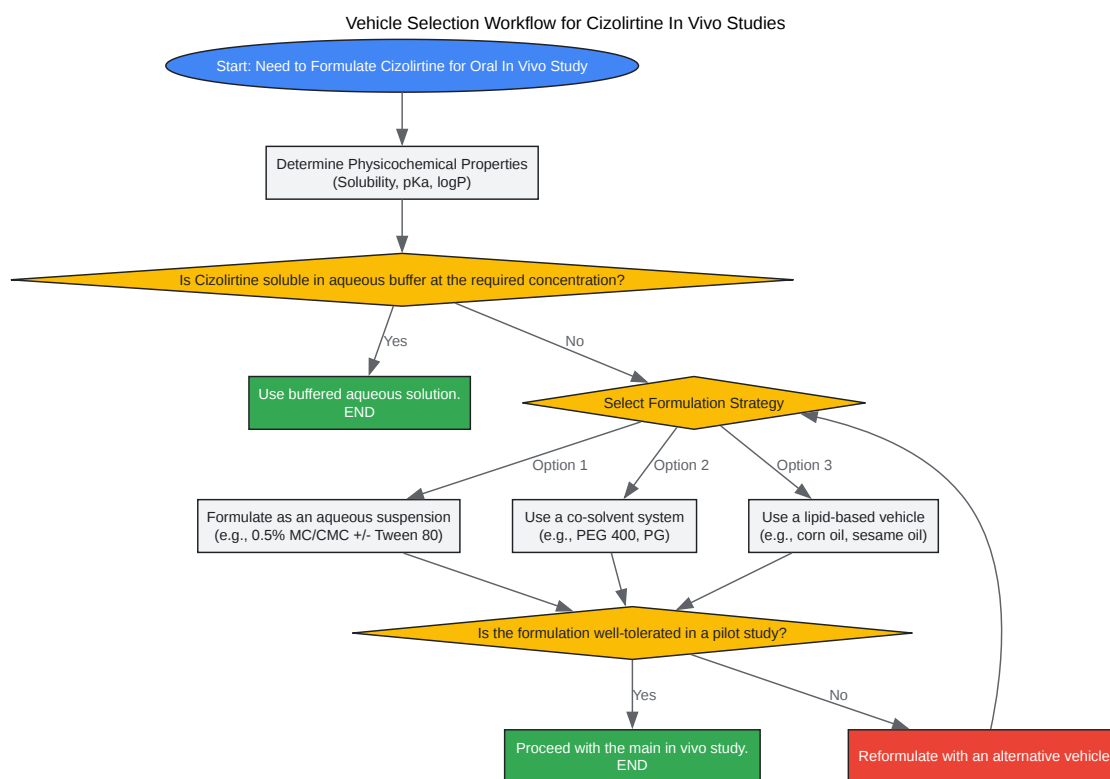 Vehicle Selection Workflow for Cizolirtine In Vivo Studies
Start: Need to Formulate Cizolirtine for Oral In Vivo Study
Determine Physicochemical Properties
(Solubility, pKa, logP)
Is Cizolirtine soluble in aqueous buffer at the required concentration?
Yes
No
Use buffered aqueous solution.
END
Select Formulation Strategy
Option 1
Option 2
Option 3
Formulate as an aqueous suspension
(e.g., 0.5% MC/CMC +/- Tween 80)
Use a co-solvent system
(e.g., PEG 400, PG)
Use a lipid-based vehicle
(e.g., corn oil, sesame oil)
Is the formulation well-tolerated in a pilot study?
Yes
No
Proceed with the main in vivo study.
END
Reformulate with an alternative vehicle